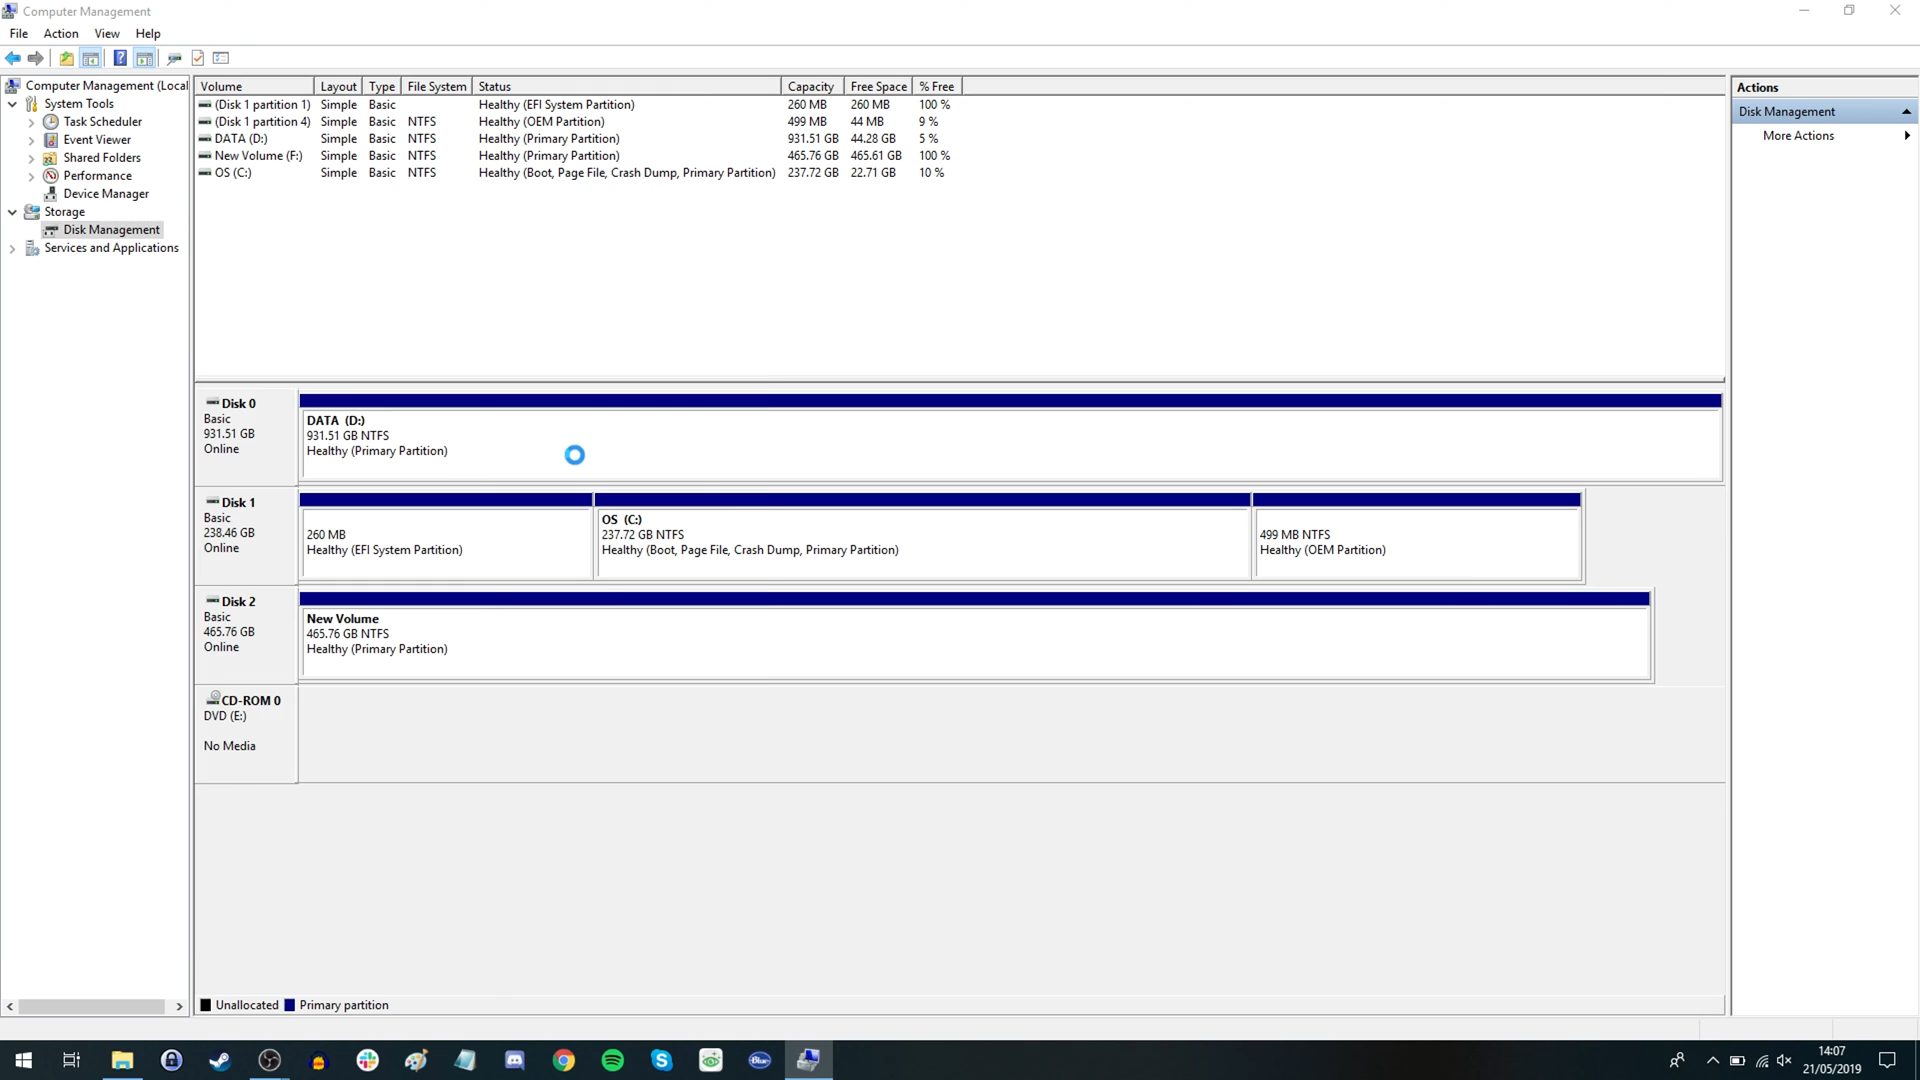 Computer Management
File Action View Help
Computer Management (Local
System Tools
Task Scheduler
Event Viewer
Shared Folders
Performance
Device Manager
Storage
Disk Management
Services and Applications
Volume Layout Type File System Status Capacity Free Space % Free
(Disk 1 partition 1) Simple Basic Healthy (EFI System Partition) 260 MB 260 MB 100 %
(Disk 1 partition 4) Simple Basic NTFS Healthy (OEM Partition) 499 MB 44 MB 9 %
DATA (D:) Simple Basic NTFS Healthy (Primary Partition) 931.51 GB 44.28 GB 5 %
New Volume (F:) Simple Basic NTFS Healthy (Primary Partition) 465.76 GB 465.61 GB 100 %
OS (C:) Simple Basic NTFS Healthy (Boot, Page File, Crash Dump, Primary Partition) 237.72 GB 22.71 GB 10 %
Disk 0
Basic
931.51 GB
Online
DATA (D:)
931.51 GB NTFS
Healthy (Primary Partition)
Disk 1
Basic
238.46 GB
Online
260 MB
Healthy (EFI System Partition)
OS (C:)
237.72 GB NTFS
Healthy (Boot, Page File, Crash Dump, Primary Partition)
499 MB NTFS
Healthy (OEM Partition)
Disk 2
Basic
465.76 GB
Online
New Volume
465.76 GB NTFS
Healthy (Primary Partition)
CD-ROM 0
DVD (E:)
No Media
Unallocated Primary partition
Actions
Disk Management
More Actions
Blue
14:07
21/05/2019